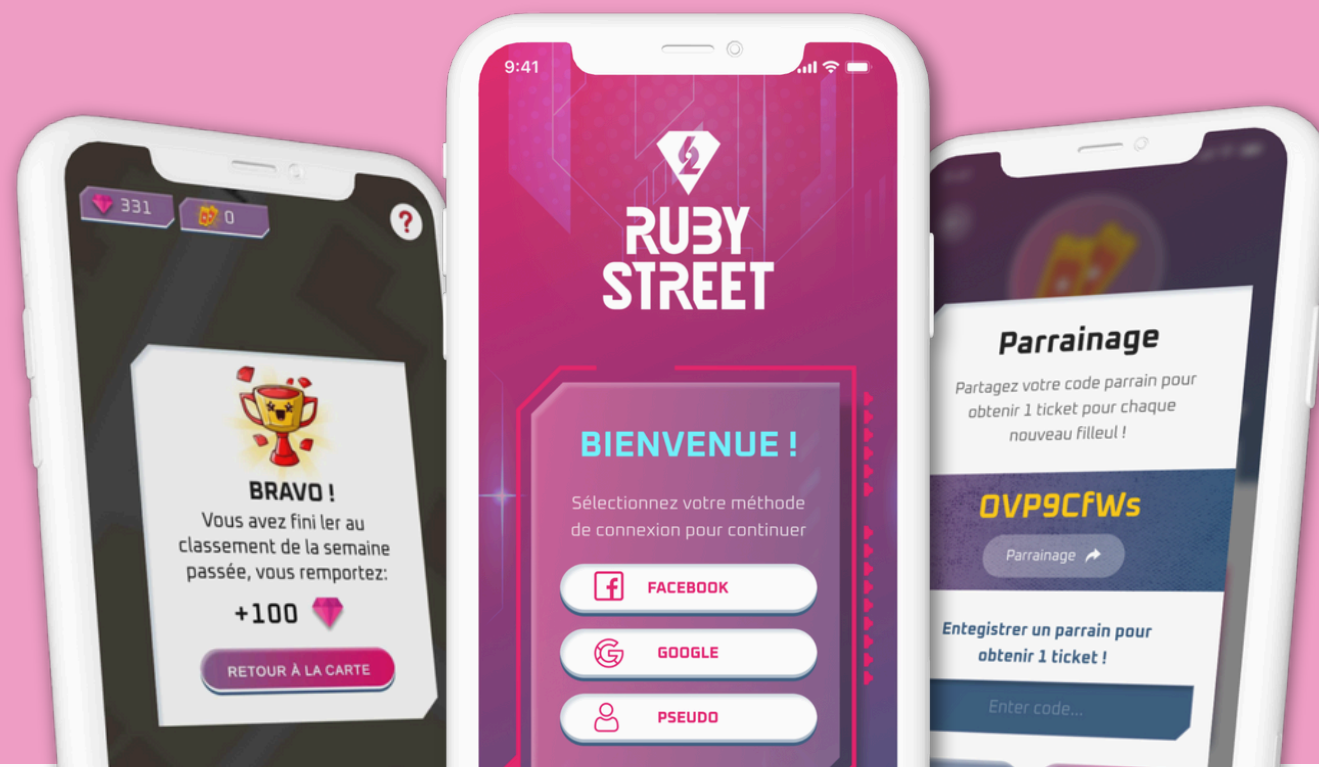 331
0
?
BRAVO !
Vous avez fini ler au
classement de la semaine
passée, vous remportez:
+100
RETOUR À LA CARTE
9:41
RUBY
STREET
BIENVENUE !
Sélectionnez votre méthode
de connexion pour continuer
FACEBOOK
GOOGLE
PSEUDO
Parrainage
Partagez votre code parrain pour
obtenir 1 ticket pour chaque
nouveau filleul !
OVP9CfWs
Parrainage
Entegistrer un parrain pour
obtenir 1 ticket !
Enter code...